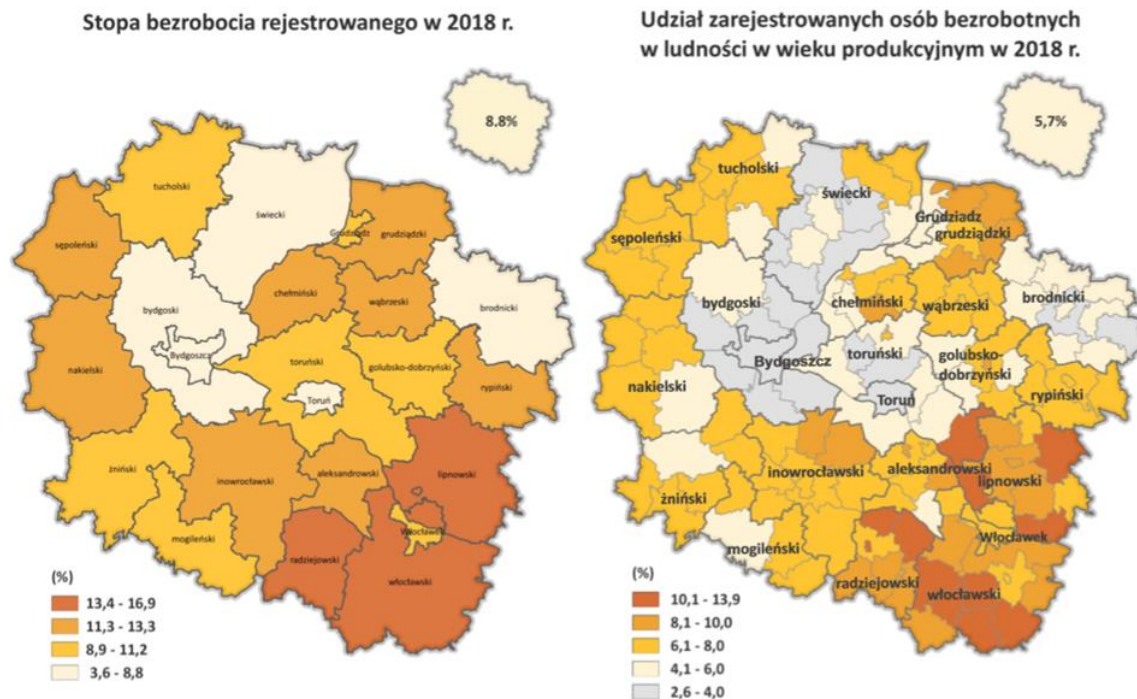 Stopa bezrobocia rejestrowanego w 2018 r.
8.8%
tucholski
świecki
sępoleński
Grudziądz
grudziądzki
chełmiński
wąbrzeski
brodnicki
bydgoski
Bydgoszcz
toruński
golubsko-dobrzyński
nakielski
rypiński
Toruń
żniński
inowrocławski
aleksandrowski
lipnowski
mogileński
Włocławek
radziejowski
włocławski
(%)
13,4 - 16,9
11,3 - 13,3
8,9 - 11,2
3,6 - 8,8
Udział zarejestrowanych osób bezrobotnych
w ludności w wieku produkcyjnym w 2018 r.
5,7%
tucholski
świecki
Grudziadz
grudziądzki
sępoleński
bydgoski
chełmiński
wąbrzeski
brodnicki
Bydgoszcz
toruński
golubsko-
dobrzyński
nakielski
Toruń
rypiński
inowrocławski
aleksandrowski
lipnowski
żniński
mogileński
Włocławek
radziejowski
włocławski
(%)
10,1 - 13,9
8,1 - 10,0
6,1 - 8,0
4,1 - 6,0
2,6 - 4,0